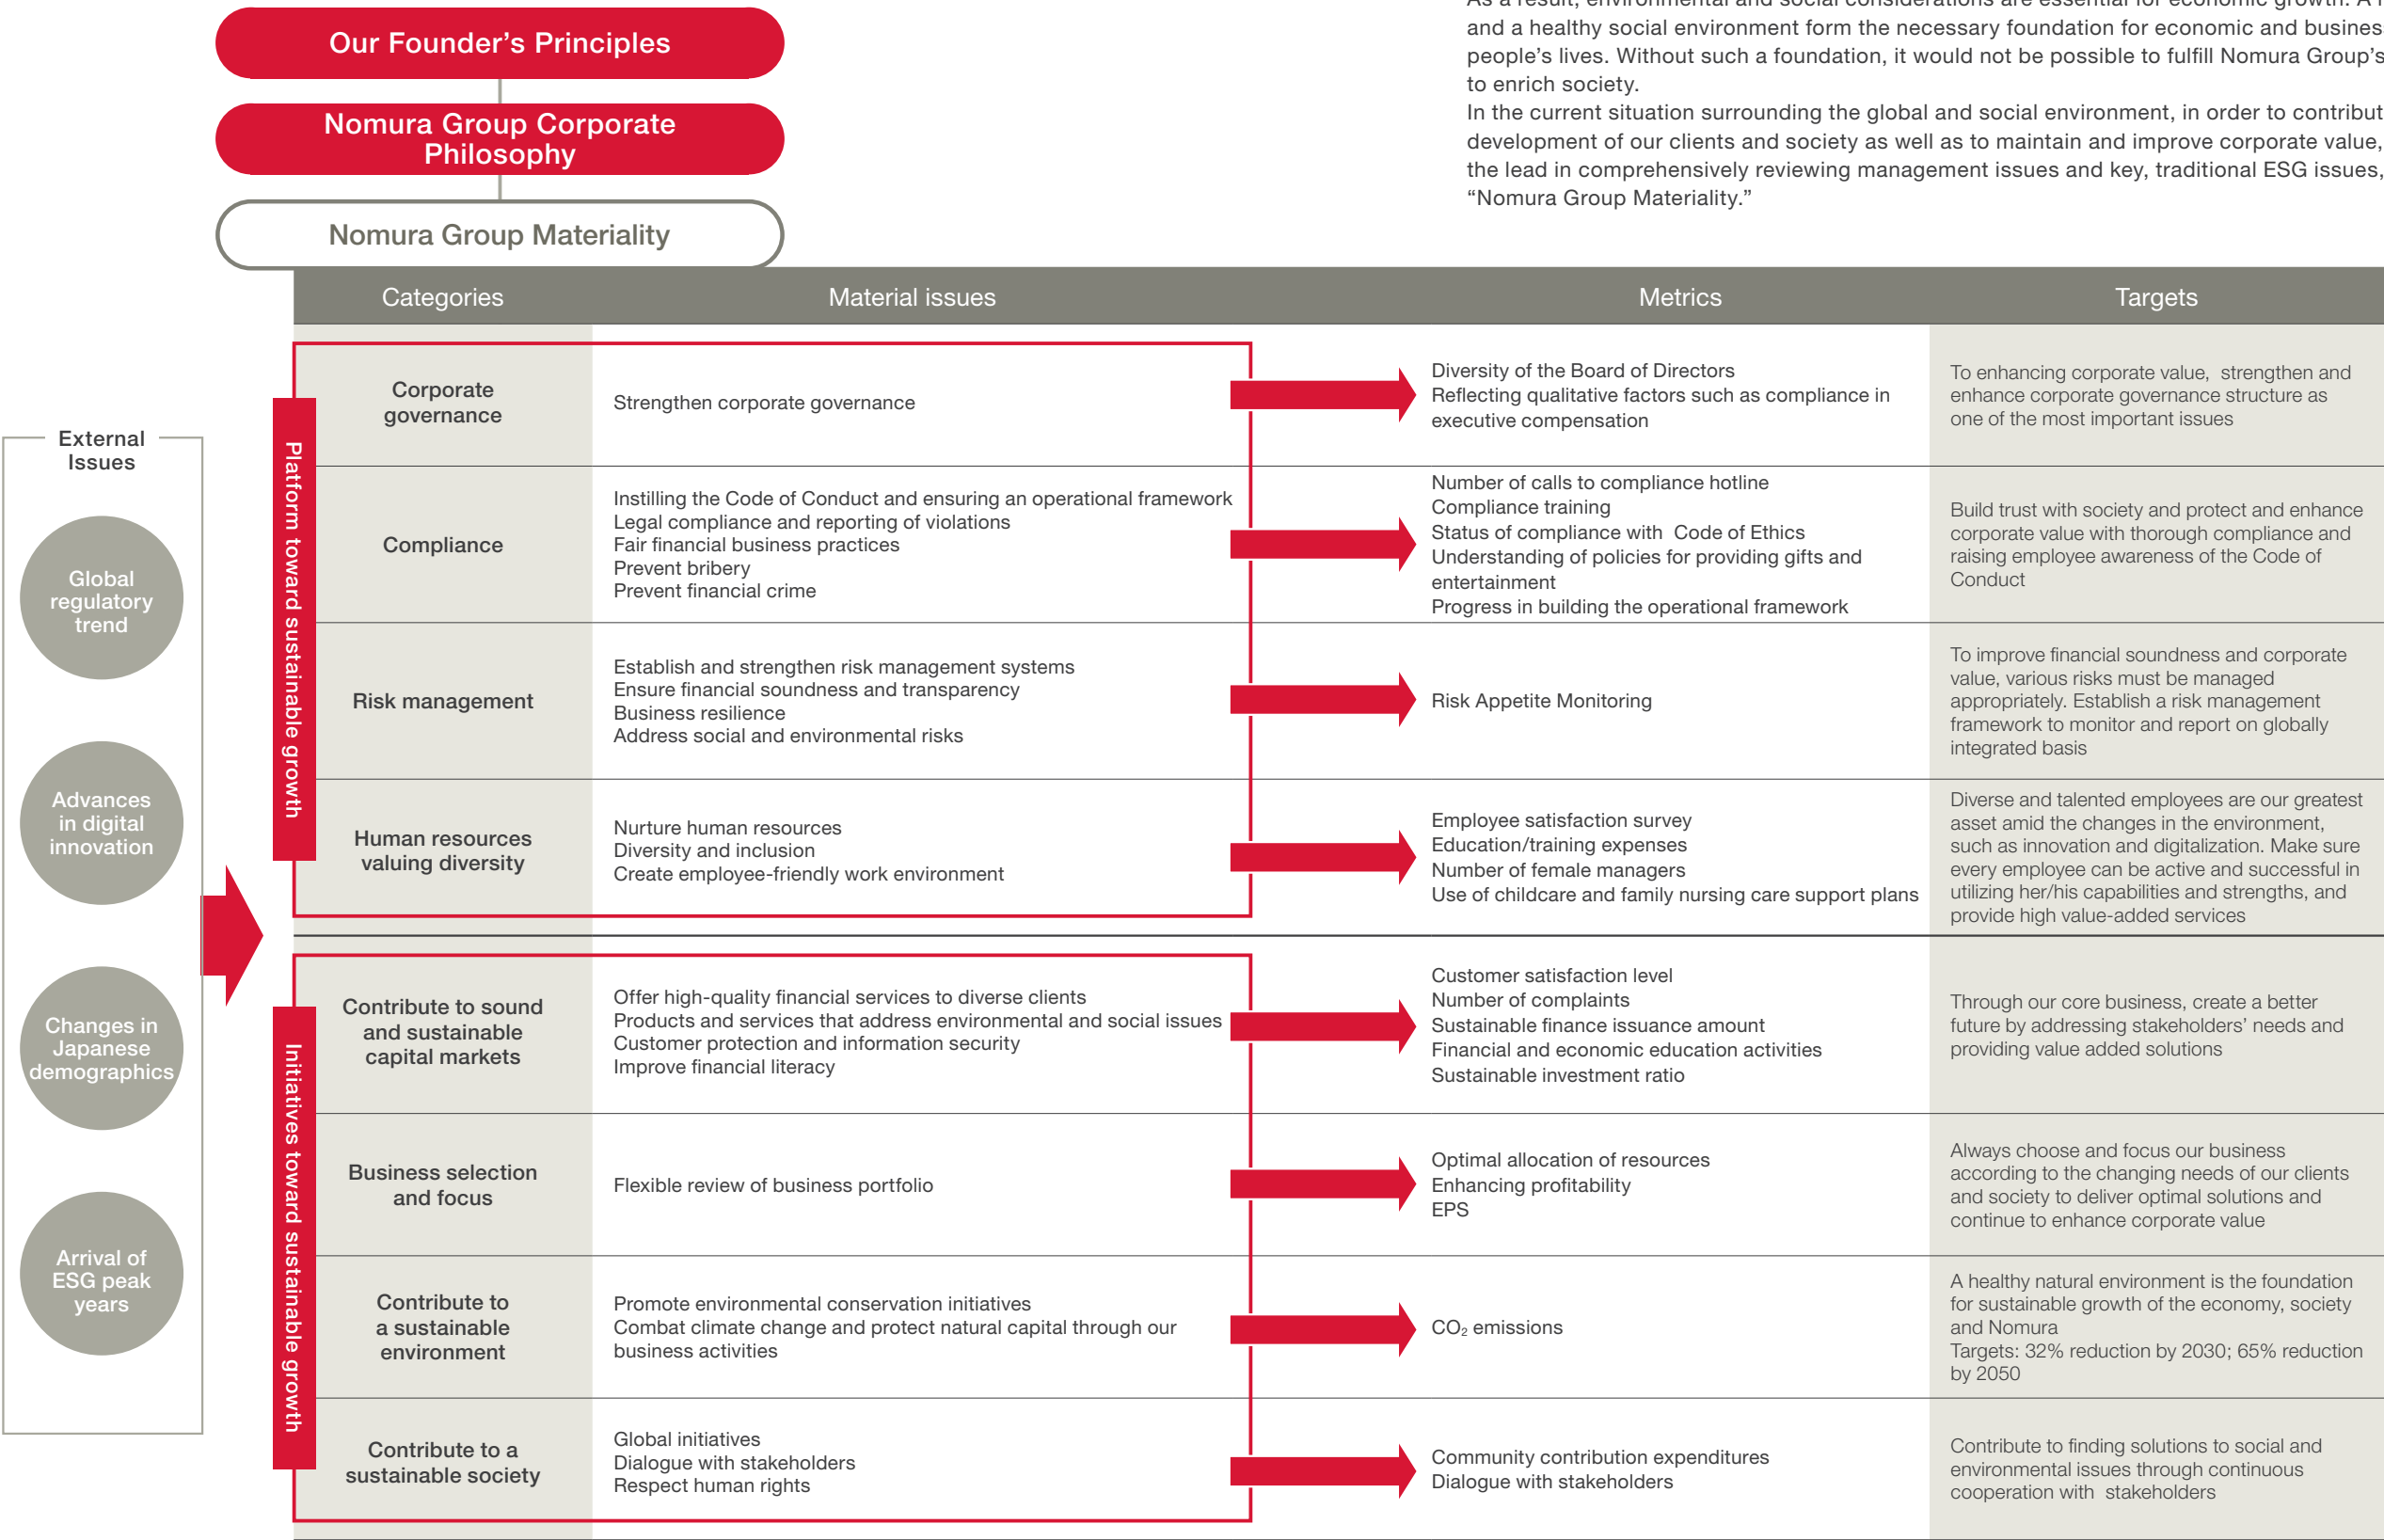 As a result, environmental and social considerations are essential for economic growth. A
and a healthy social environment form the necessary foundation for economic and busines
people's lives. Without such a foundation, it would not be possible to fulfill Nomura Group's
to enrich society.
In the current situation surrounding the global and social environment, in order to contribut
development of our clients and society as well as to maintain and improve corporate value,
the lead in comprehensively reviewing management issues and key, traditional ESG issues,
“Nomura Group Materiality.”
Our Founder’s Principles
Nomura Group Corporate
Philosophy
Nomura Group Materiality
Categories
Material issues
Metrics
Targets
External
Issues
Global
regulatory
trend
Advances
in digital
innovation
Changes in
Japanese
demographics
Arrival of
ESG peak
years
Platform toward sustainable growth
Corporate
governance
Strengthen corporate governance
Diversity of the Board of Directors
Reflecting qualitative factors such as compliance in
executive compensation
To enhancing corporate value, strengthen and
enhance corporate governance structure as
one of the most important issues
Compliance
Instilling the Code of Conduct and ensuring an operational framework
Legal compliance and reporting of violations
Fair financial business practices
Prevent bribery
Prevent financial crime
Number of calls to compliance hotline
Compliance training
Status of compliance with Code of Ethics
Understanding of policies for providing gifts and
entertainment
Progress in building the operational framework
Build trust with society and protect and enhance
corporate value with thorough compliance and
raising employee awareness of the Code of
Conduct
Risk management
Establish and strengthen risk management systems
Ensure financial soundness and transparency
Business resilience
Address social and environmental risks
Risk Appetite Monitoring
To improve financial soundness and corporate
value, various risks must be managed
appropriately. Establish a risk management
framework to monitor and report on globally
integrated basis
Human resources
valuing diversity
Nurture human resources
Diversity and inclusion
Create employee-friendly work environment
Employee satisfaction survey
Education/training expenses
Number of female managers
Use of childcare and family nursing care support plans
Diverse and talented employees are our greatest
asset amid the changes in the environment,
such as innovation and digitalization. Make sure
every employee can be active and successful in
utilizing her/his capabilities and strengths, and
provide high value-added services
Initiatives toward sustainable growth
Contribute to sound
and sustainable
capital markets
Offer high-quality financial services to diverse clients
Products and services that address environmental and social issues
Customer protection and information security
Improve financial literacy
Customer satisfaction level
Number of complaints
Sustainable finance issuance amount
Financial and economic education activities
Sustainable investment ratio
Through our core business, create a better
future by addressing stakeholders’ needs and
providing value added solutions
Business selection
and focus
Flexible review of business portfolio
Optimal allocation of resources
Enhancing profitability
EPS
Always choose and focus our business
according to the changing needs of our clients
and society to deliver optimal solutions and
continue to enhance corporate value
Contribute to
a sustainable
environment
Promote environmental conservation initiatives
Combat climate change and protect natural capital through our
business activities
CO₂ emissions
A healthy natural environment is the foundation
for sustainable growth of the economy, society
and Nomura
Targets: 32% reduction by 2030; 65% reduction
by 2050
Contribute to a
sustainable society
Global initiatives
Dialogue with stakeholders
Respect human rights
Community contribution expenditures
Dialogue with stakeholders
Contribute to finding solutions to social and
environmental issues through continuous
cooperation with stakeholders